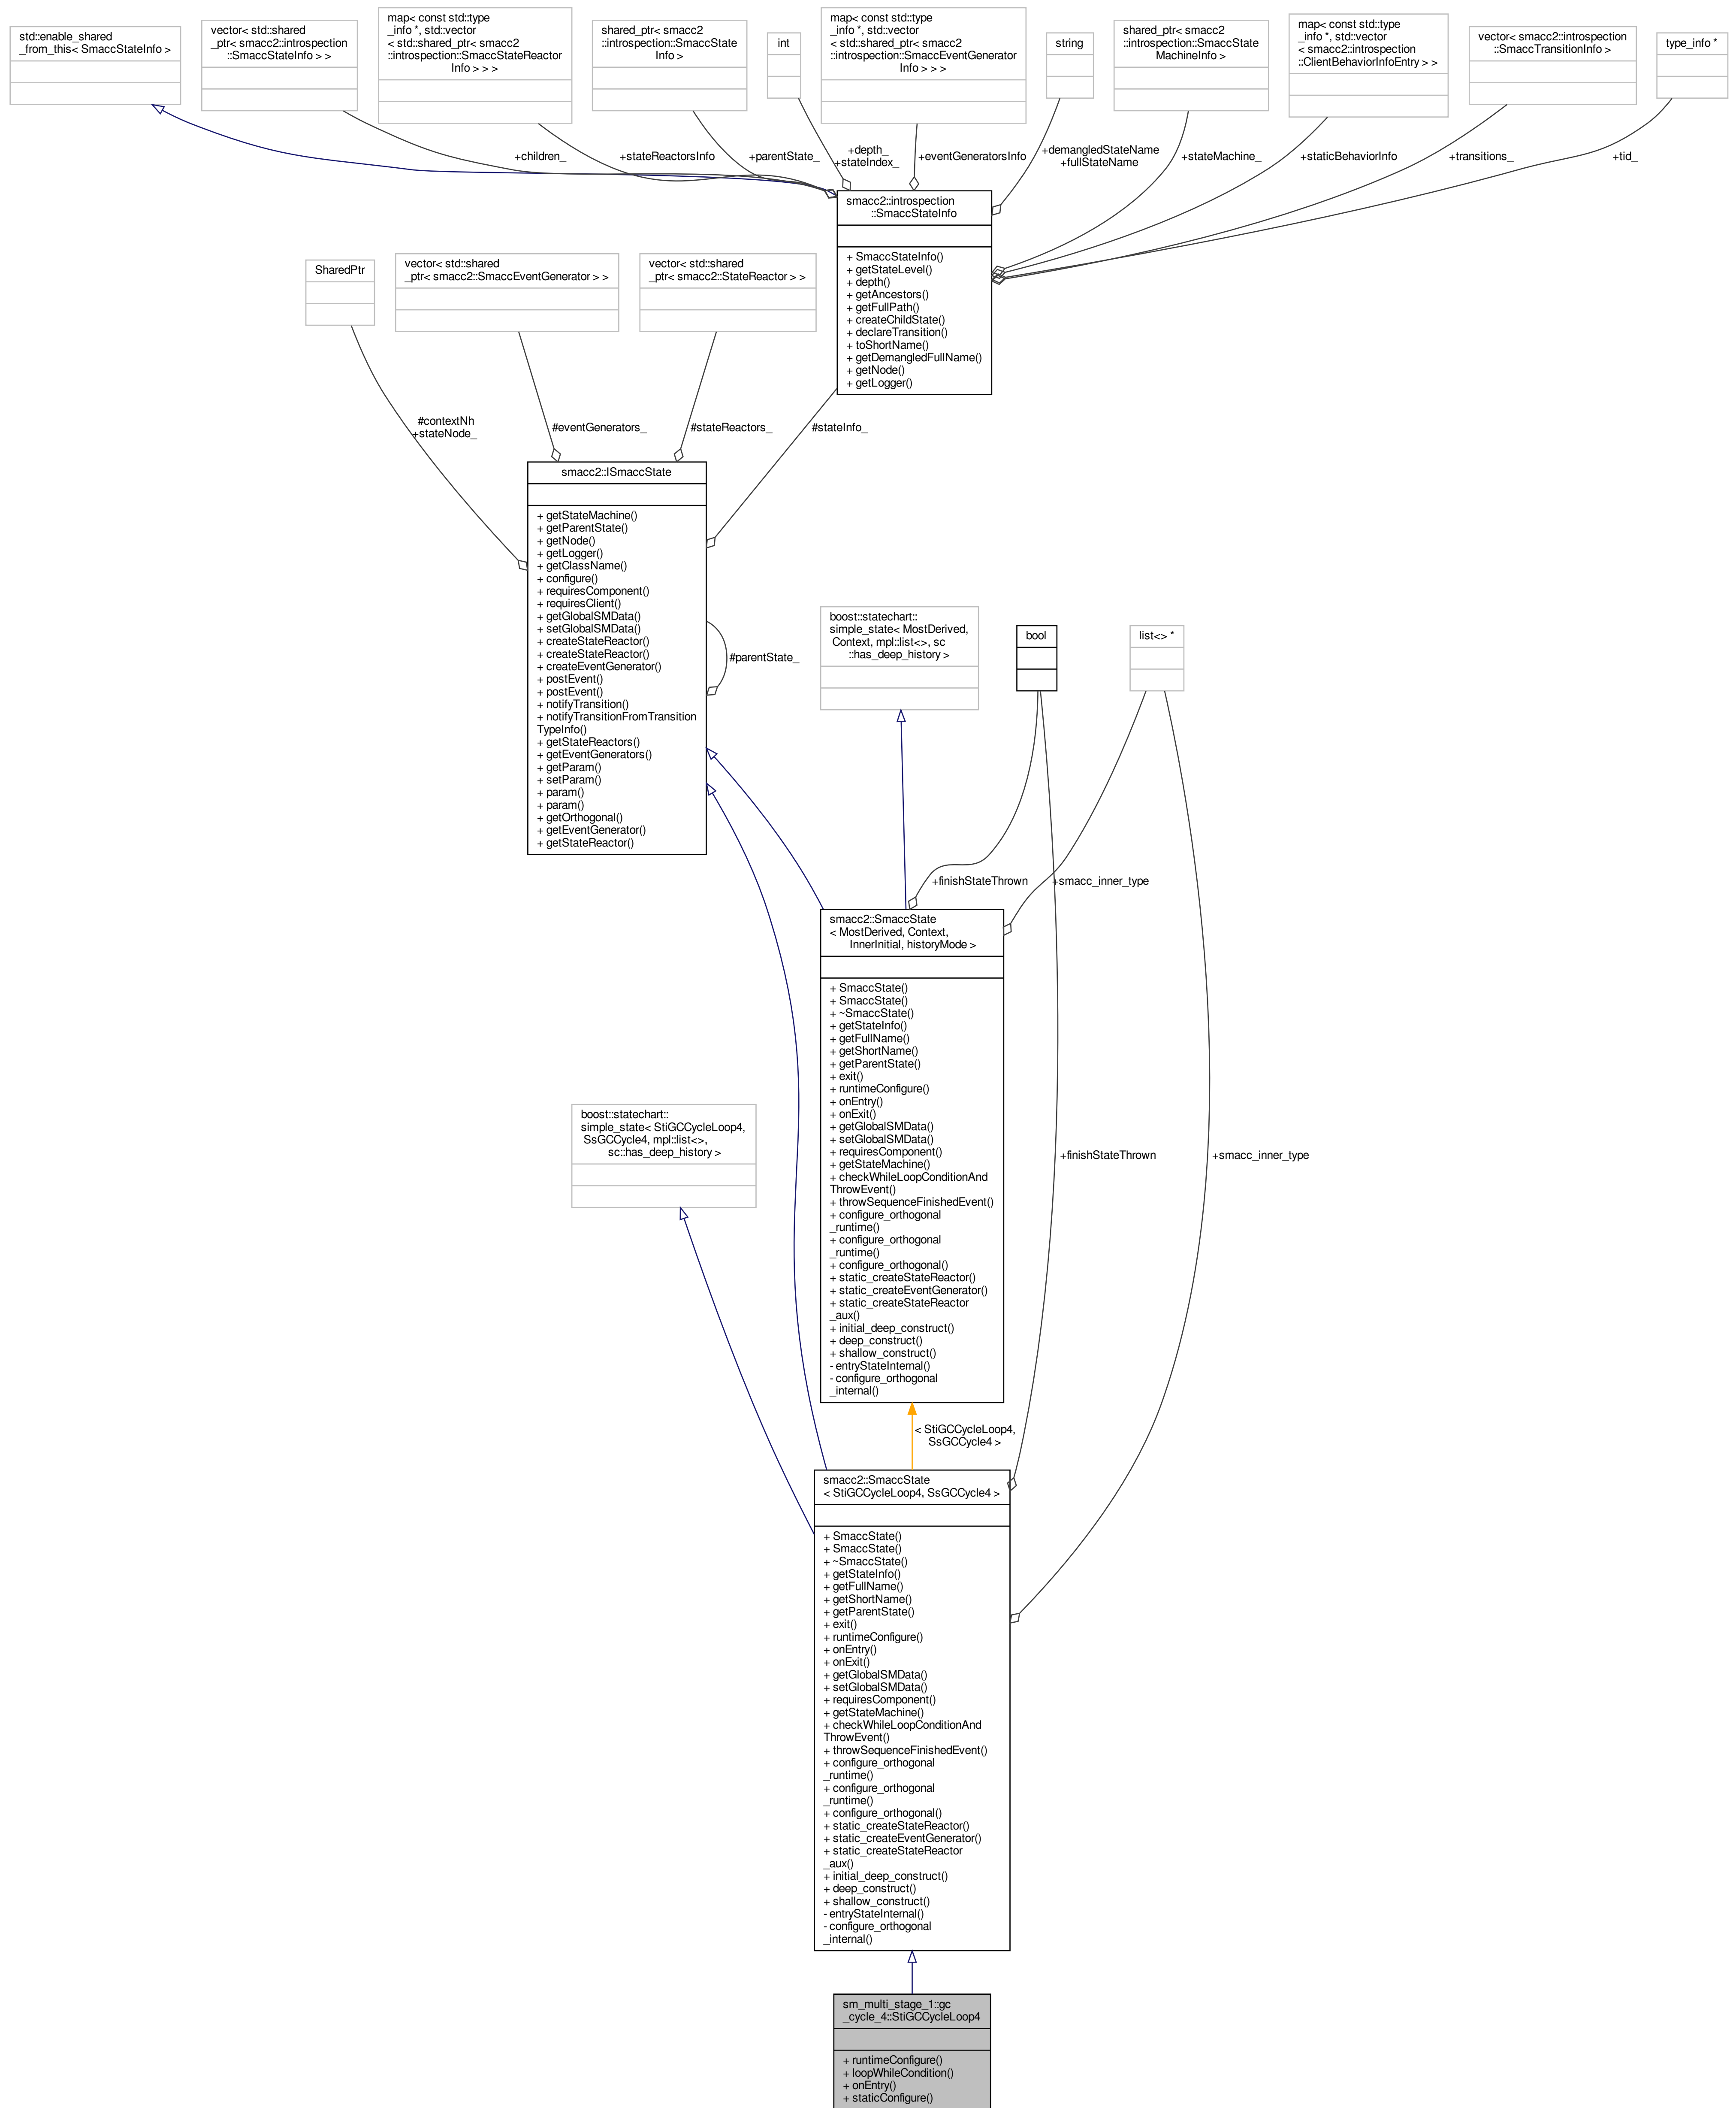 std::enable_shared
_from_this< SmaccStateInfo >
vector< std::shared
_ptr< smacc2::introspection
::SmaccStateInfo > >
map< const std::type
_info *, std::vector
< std::shared_ptr< smacc2
::introspection::SmaccStateReactor
Info > > >
shared_ptr< smacc2
::introspection::SmaccState
Info >
int
map< const std::type
_info *, std::vector
< std::shared_ptr< smacc2
::introspection::SmaccEventGenerator
Info > > >
string
shared_ptr< smacc2
::introspection::SmaccState
MachineInfo >
map< const std::type
_info *, std::vector
< smacc2::introspection
::ClientBehaviorInfoEntry > >
vector< smacc2::introspection
::SmaccTransitionInfo >
type_info *
+children_
+stateReactorsInfo
+parentState_
+depth_
+stateIndex_
+eventGeneratorsInfo
+demangledStateName
+fullStateName
+stateMachine_
+staticBehaviorInfo
+transitions_
+tid_
smacc2::introspection
::SmaccStateInfo
+ SmaccStateInfo()
+ getStateLevel()
+ depth()
+ getAncestors()
+ getFullPath()
+ createChildState()
+ declareTransition()
+ toShortName()
+ getDemangledFullName()
+ getNode()
+ getLogger()
SharedPtr
vector< std::shared
_ptr< smacc2::SmaccEventGenerator > >
vector< std::shared
_ptr< smacc2::StateReactor > >
#contextNh
+stateNode_
#eventGenerators_
#stateReactors_
#stateInfo_
smacc2::ISmaccState
+ getStateMachine()
+ getParentState()
+ getNode()
+ getLogger()
+ getClassName()
+ configure()
+ requiresComponent()
+ requiresClient()
+ getGlobalSMData()
+ setGlobalSMData()
+ createStateReactor()
+ createStateReactor()
+ createEventGenerator()
+ postEvent()
+ postEvent()
+ notifyTransition()
+ notifyTransitionFromTransition
TypeInfo()
+ getStateReactors()
+ getEventGenerators()
+ getParam()
+ setParam()
+ param()
+ param()
+ getOrthogonal()
+ getEventGenerator()
+ getStateReactor()
#parentState_
boost::statechart::
simple_state< MostDerived,
Context, mpl::list<>, sc
::has_deep_history >
bool
list<> *
+finishStateThrown
+smacc_inner_type
smacc2::SmaccState
< MostDerived, Context,
InnerInitial, historyMode >
+ SmaccState()
+ SmaccState()
+ ~SmaccState()
+ getStateInfo()
+ getFullName()
+ getShortName()
+ getParentState()
+ exit()
+ runtimeConfigure()
+ onEntry()
+ onExit()
+ getGlobalSMData()
+ setGlobalSMData()
+ requiresComponent()
+ getStateMachine()
+ checkWhileLoopConditionAnd
ThrowEvent()
+ throwSequenceFinishedEvent()
+ configure_orthogonal
_runtime()
+ configure_orthogonal
_runtime()
+ configure_orthogonal()
+ static_createStateReactor()
+ static_createEventGenerator()
+ static_createStateReactor
_aux()
+ initial_deep_construct()
+ deep_construct()
+ shallow_construct()
- entryStateInternal()
- configure_orthogonal
_internal()
boost::statechart::
simple_state< StiGCCycleLoop4,
SsGCCycle4, mpl::list<>,
sc::has_deep_history >
+finishStateThrown
+smacc_inner_type
< StiGCCycleLoop4,
SsGCCycle4 >
smacc2::SmaccState
< StiGCCycleLoop4, SsGCCycle4 >
+ SmaccState()
+ SmaccState()
+ ~SmaccState()
+ getStateInfo()
+ getFullName()
+ getShortName()
+ getParentState()
+ exit()
+ runtimeConfigure()
+ onEntry()
+ onExit()
+ getGlobalSMData()
+ setGlobalSMData()
+ requiresComponent()
+ getStateMachine()
+ checkWhileLoopConditionAnd
ThrowEvent()
+ throwSequenceFinishedEvent()
+ configure_orthogonal
_runtime()
+ configure_orthogonal
_runtime()
+ configure_orthogonal()
+ static_createStateReactor()
+ static_createEventGenerator()
+ static_createStateReactor
_aux()
+ initial_deep_construct()
+ deep_construct()
+ shallow_construct()
- entryStateInternal()
- configure_orthogonal
_internal()
sm_multi_stage_1::gc
_cycle_4::StiGCCycleLoop4
+ runtimeConfigure()
+ loopWhileCondition()
+ onEntry()
+ staticConfigure()